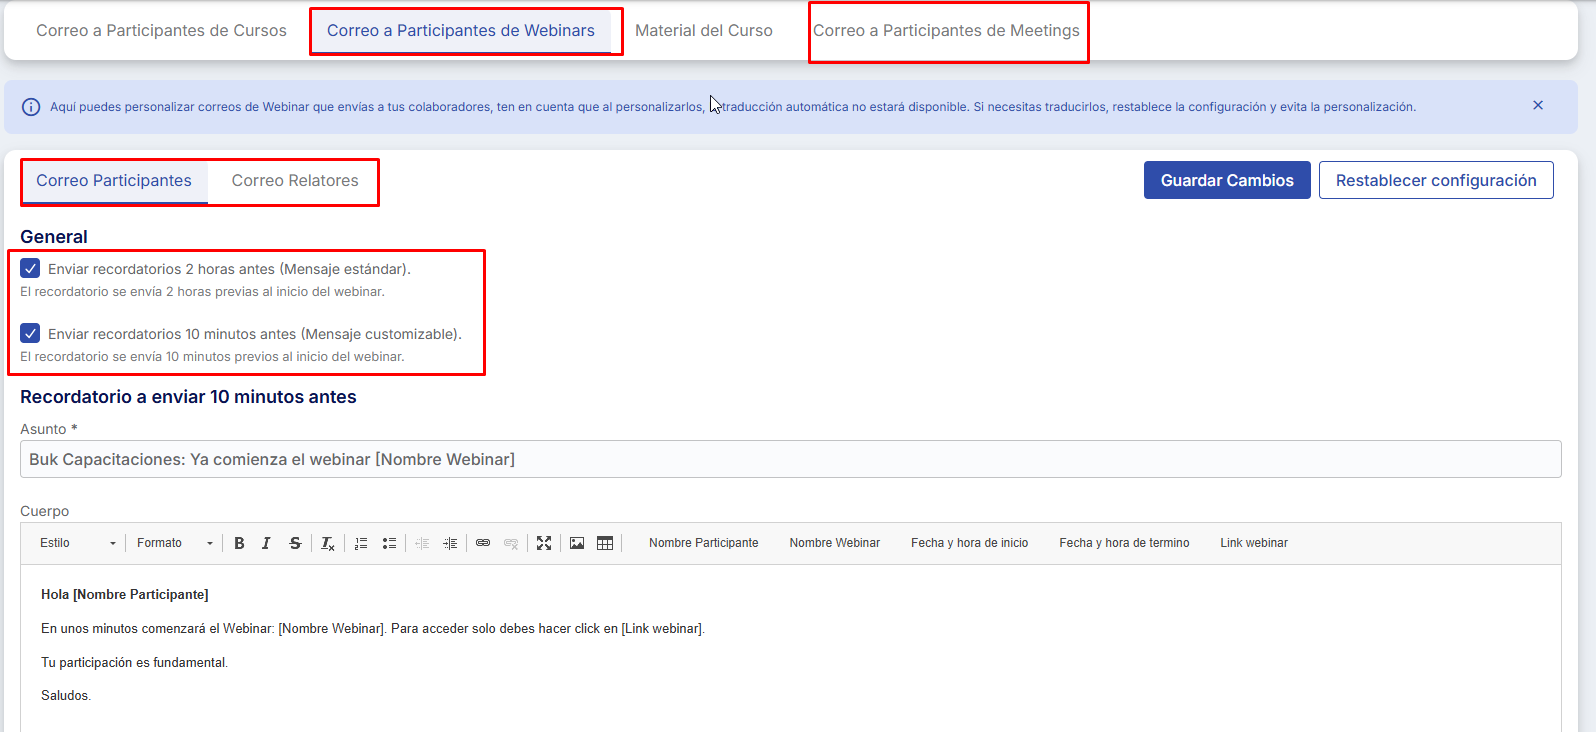 Correo a Participantes de Cursos Correo a Participantes de Webinars Material del Curso Correo a Participantes de Meetings
Aquí puedes personalizar correos de Webinar que envías a tus colaboradores, ten en cuenta que al personalizarlos, traducción automática no estará disponible. Si necesitas traducirlos, restablece la configuración y evita la personalización.
Correo Participantes Correo Relatores Guardar Cambios Restablecer configuración
General
Enviar recordatorios 2 horas antes (Mensaje estándar).
El recordatorio se envía 2 horas previas al inicio del webinar.
Enviar recordatorios 10 minutos antes (Mensaje customizable).
El recordatorio se envía 10 minutos previos al inicio del webinar.
Recordatorio a enviar 10 minutos antes
Asunto *
Buk Capacitaciones: Ya comienza el webinar [Nombre Webinar]
Cuerpo
Estilo Formato B I S Tx Nombre Participante Nombre Webinar Fecha y hora de inicio Fecha y hora de termino Link webinar
Hola [Nombre Participante]
En unos minutos comenzará el Webinar: [Nombre Webinar]. Para acceder solo debes hacer click en [Link webinar].
Tu participación es fundamental.
Saludos.